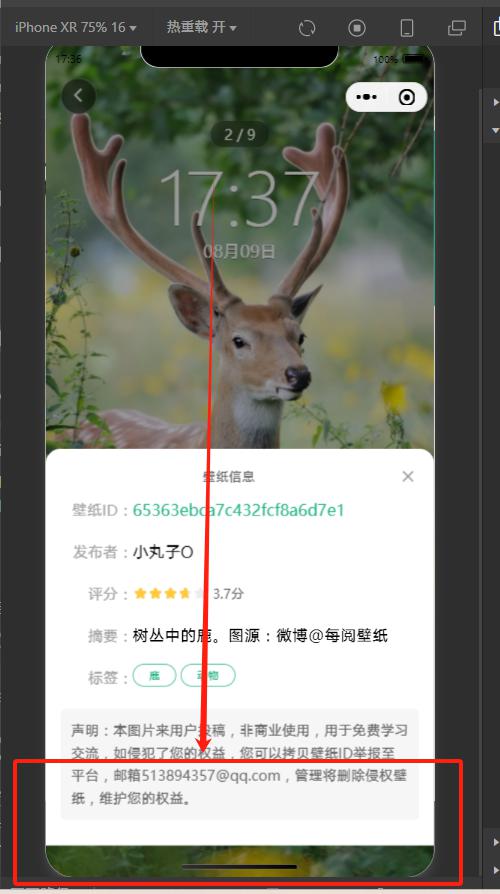 iPhone XR 75% 16 热重载 开
17:36 100%
2 / 9
17:37
08月09日
壁纸信息
壁纸ID：65363ebca7c432fcf8a6d7e1
发布者：小丸子O
评分： 3.7分
摘要：树丛中的鹿。图源：微博@每阅壁纸
标签： 鹿 动物
声明：本图片来用户投稿，非商业使用，用于免费学习
交流，如侵犯了您的权益，您可以拷贝壁纸ID举报至
平台，邮箱513894357@qq.com，管理将删除侵权壁
纸，维护您的权益。